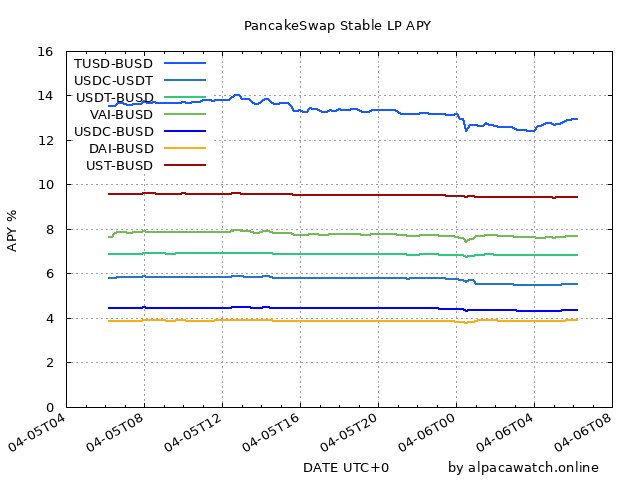 PancakeSwap Stable LP APY
16
14
12
10
8
6
4
2
0
APY %
TUSD-BUSD
USDC-USDT
USDT-BUSD
VAI-BUSD
USDC-BUSD
DAI-BUSD
UST-BUSD
04-05T04
04-05T08
04-05T12
04-05T16
04-05T20
04-06T00
04-06T04
04-06T08
DATE UTC+0
by alpacawatch.online